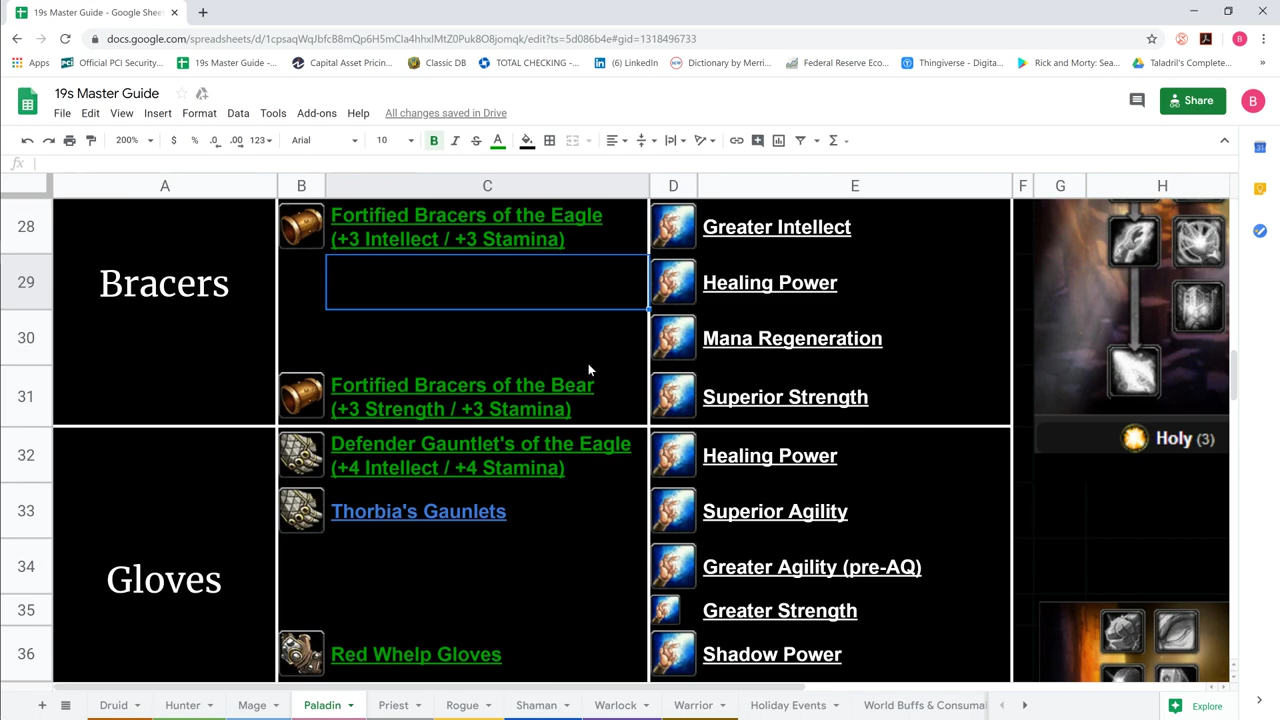 19s Master Guide - Google Shee
docs.google.com/spreadsheets/d/1cpsaqWqJbfcB8mQp6H5mCla4hhxlMtZ0Puk8O8jomqk/edit?ts=5d086b4e#gid=1318496733
B
Apps
Official PCI Security...
19s Master Guide -...
Capital Asset Pricin...
Classic DB
TOTAL CHECKING -...
(6) LinkedIn
Dictionary by Merri...
Federal Reserve Eco...
Thingiverse - Digita...
Rick and Morty: Sea...
Taladril's Complete...
19s Master Guide
File Edit View Insert Format Data Tools Add-ons Help All changes saved in Drive
Share
B
200% $ % .0 .00 123 Arial 10 B I S A
fx
A B C D E F G H
28
Bracers
Fortified Bracers of the Eagle
(+3 Intellect / +3 Stamina)
Greater Intellect
29
Healing Power
30
Mana Regeneration
31
Fortified Bracers of the Bear
(+3 Strength / +3 Stamina)
Superior Strength
Holy (3)
32
Gloves
Defender Gauntlet's of the Eagle
(+4 Intellect / +4 Stamina)
Healing Power
33
Thorbia's Gaunlets
Superior Agility
34
Greater Agility (pre-AQ)
35
Greater Strength
36
Red Whelp Gloves
Shadow Power
Druid Hunter Mage Paladin Priest Rogue Shaman Warlock Warrior Holiday Events World Buffs & Consumal
Explore